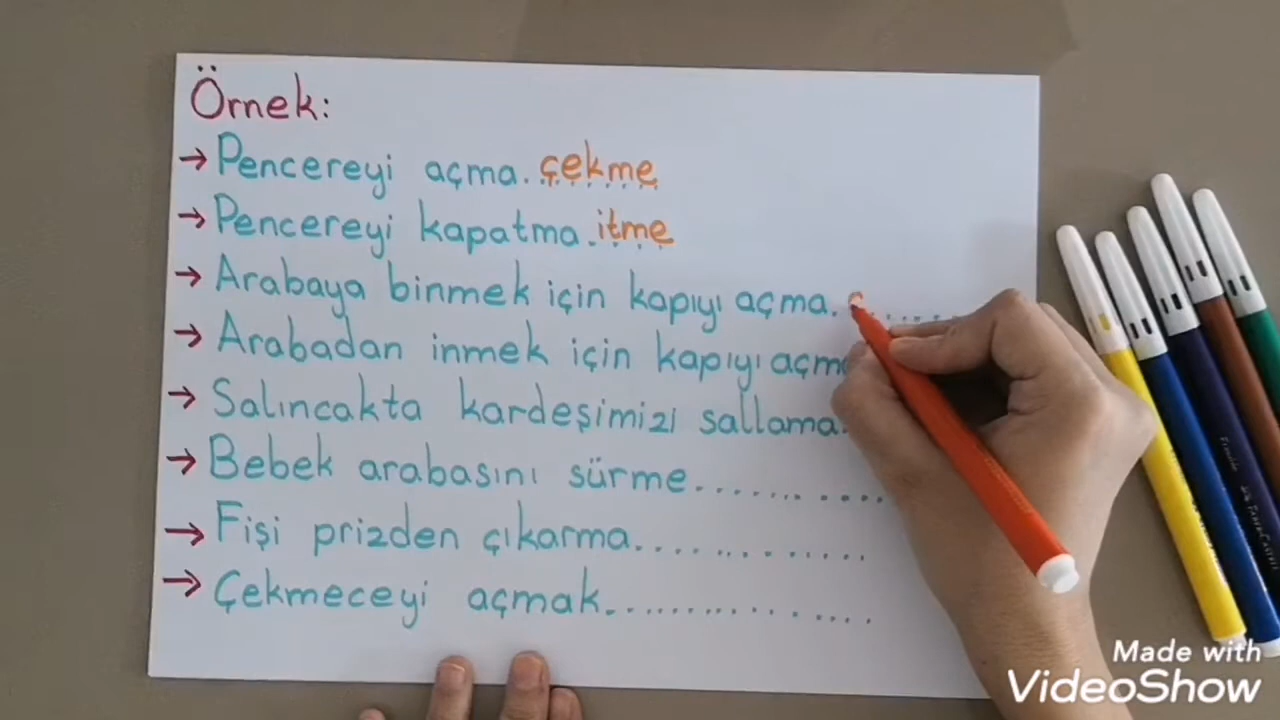 Örnek:
→ Pencereyi açma. çekme
→ Pencereyi kapatma. itme
→ Arabaya binmek için kapıyı açma. ........
→ Arabadan inmek için kapıyı açma
→ Salıncakta kardeşimizi sallama.
→ Bebek arabasını sürme..............
→ Fişi prizden çıkarma...............
→ Çekmeceyi açmak.................
Made with
VideoShow